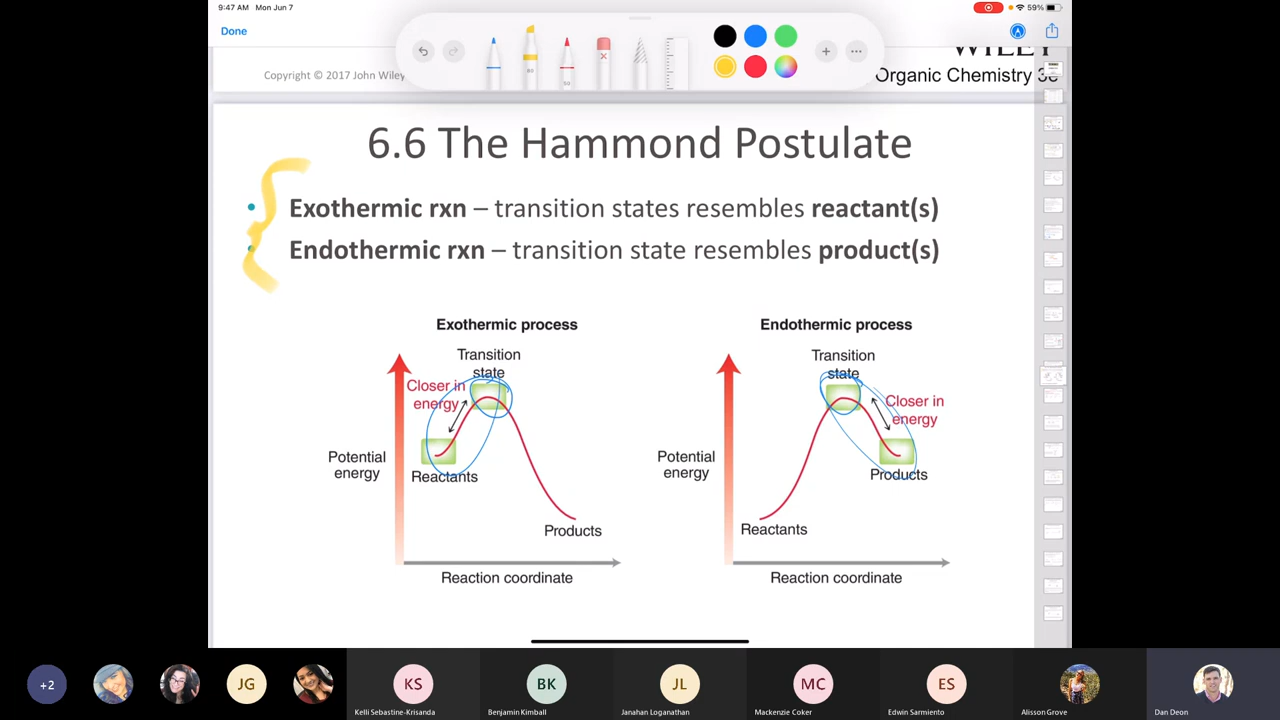 9:47 AM Mon Jun 7
59%
Done
80
50
WILEY
Copyright © 2017 John Wiley
Organic Chemistry 3e
6.6 The Hammond Postulate
• Exothermic rxn – transition states resembles reactant(s)
• Endothermic rxn – transition state resembles product(s)
Exothermic process
Transition
state
Closer in
energy
Potential
energy
Reactants
Products
Reaction coordinate
Endothermic process
Transition
state
Closer in
energy
Potential
energy
Products
Reactants
Reaction coordinate
+2
JG
KS
Kelli Sebastine-Krisanda
BK
Benjamin Kimball
JL
Janahan Loganathan
MC
Mackenzie Coker
ES
Edwin Sarmiento
Alisson Grove
Dan Deon